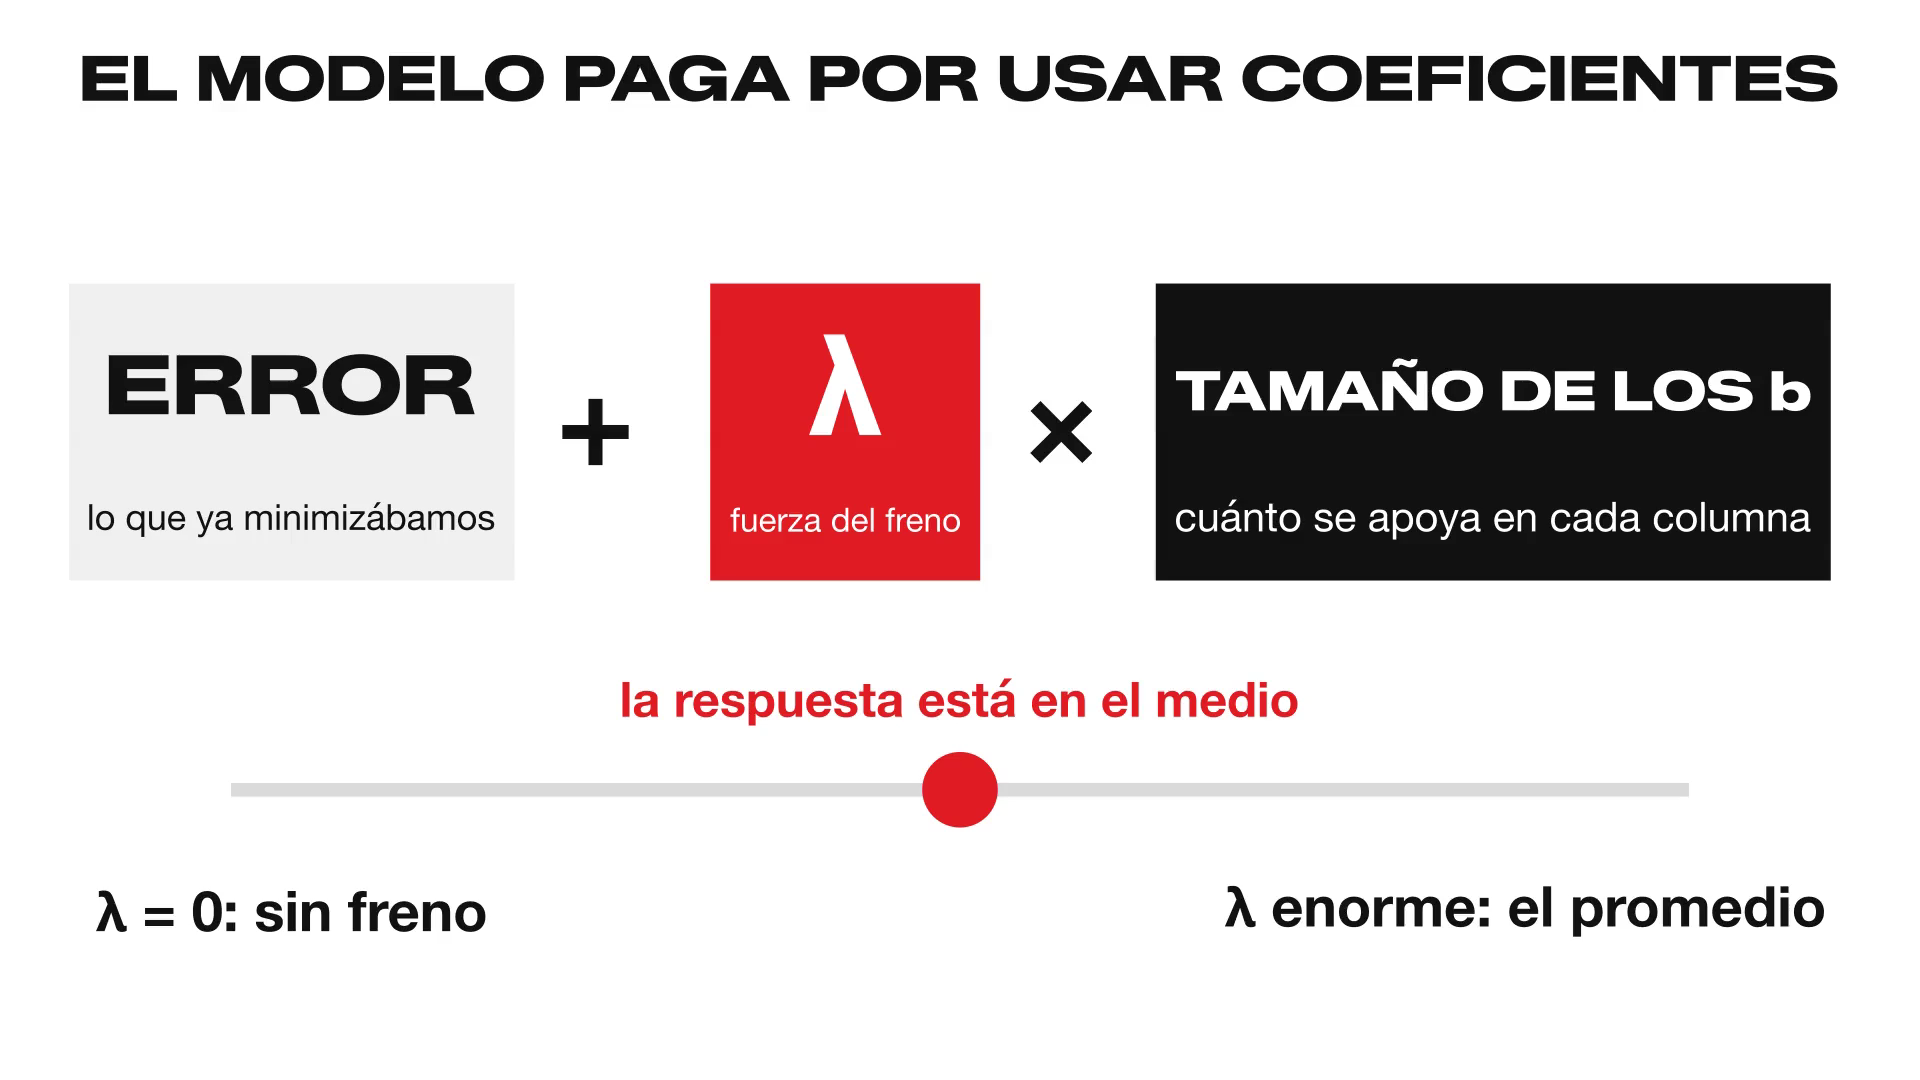 EL MODELO PAGA POR USAR COEFICIENTES
ERROR
lo que ya minimizábamos
+
λ
fuerza del freno
×
TAMAÑO DE LOS b
cuánto se apoya en cada columna
la respuesta está en el medio
λ = 0: sin freno
λ enorme: el promedio